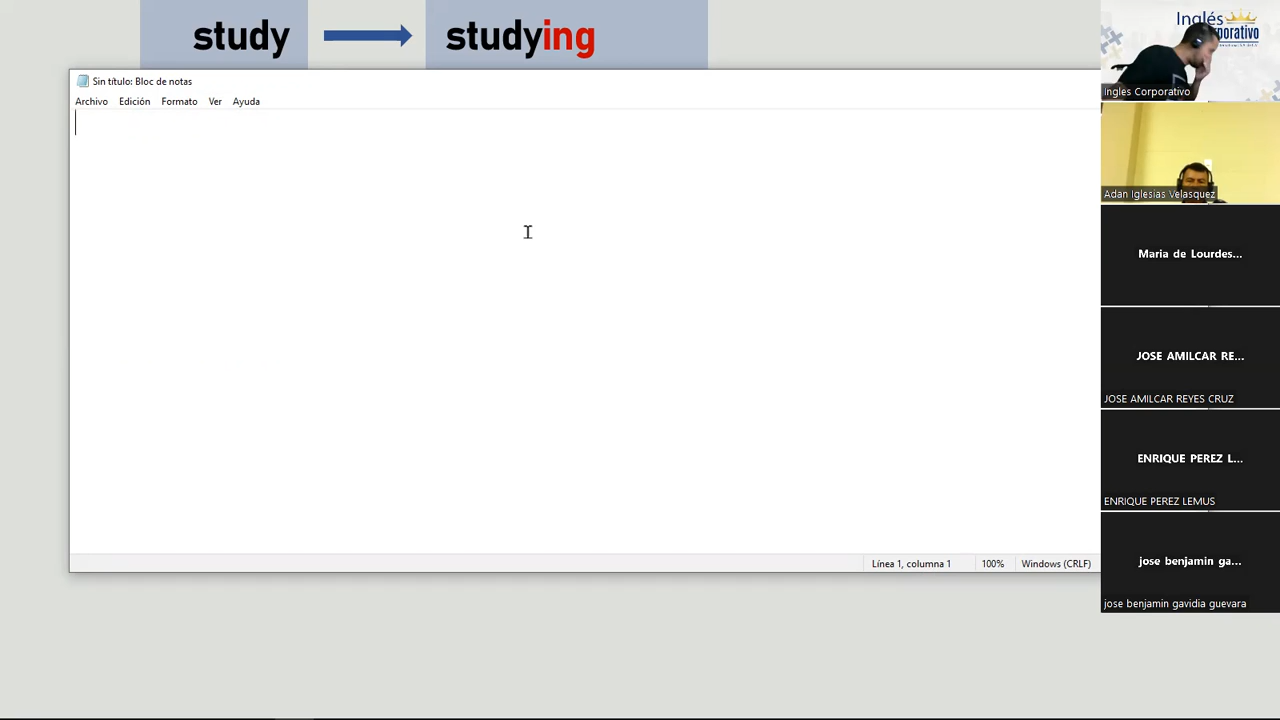 study studying
Sin título: Bloc de notas
Archivo Edición Formato Ver Ayuda
Línea 1, columna 1 100% Windows (CRLF)
Inglés
Corporativo
Ingles Corporativo
Adan Iglesias Velasquez
Maria de Lourdes...
JOSE AMILCAR RE...
JOSE AMILCAR REYES CRUZ
ENRIQUE PEREZ L...
ENRIQUE PEREZ LEMUS
jose benjamin ga...
jose benjamin gavidia guevara